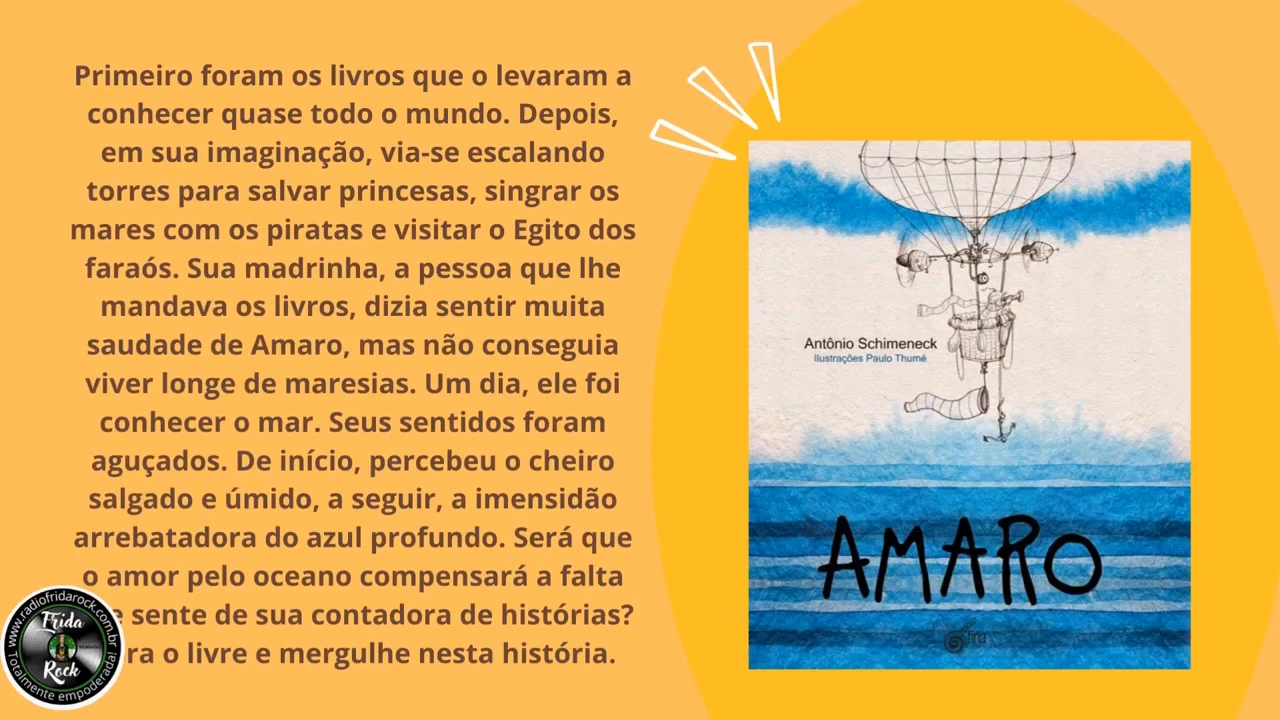 Primeiro foram os livros que o levaram a
conhecer quase todo o mundo. Depois,
em sua imaginação, via-se escalando
torres para salvar princesas, singrar os
mares com os piratas e visitar o Egito dos
faraós. Sua madrinha, a pessoa que lhe
mandava os livros, dizia sentir muita
saudade de Amaro, mas não conseguia
viver longe de maresias. Um dia, ele foi
conhecer o mar. Seus sentidos foram
aguçados. De início, percebeu o cheiro
salgado e úmido, a seguir, a imensidão
arrebatadora do azul profundo. Será que
o amor pelo oceano compensará a falta
sente de sua contadora de histórias?
o livre e mergulhe nesta história.
Antônio Schimeneck
Ilustrações Paulo Thumé
AMARO
www.radiofridarock.com.br
Frida
Rock
Totalmente empoderada!